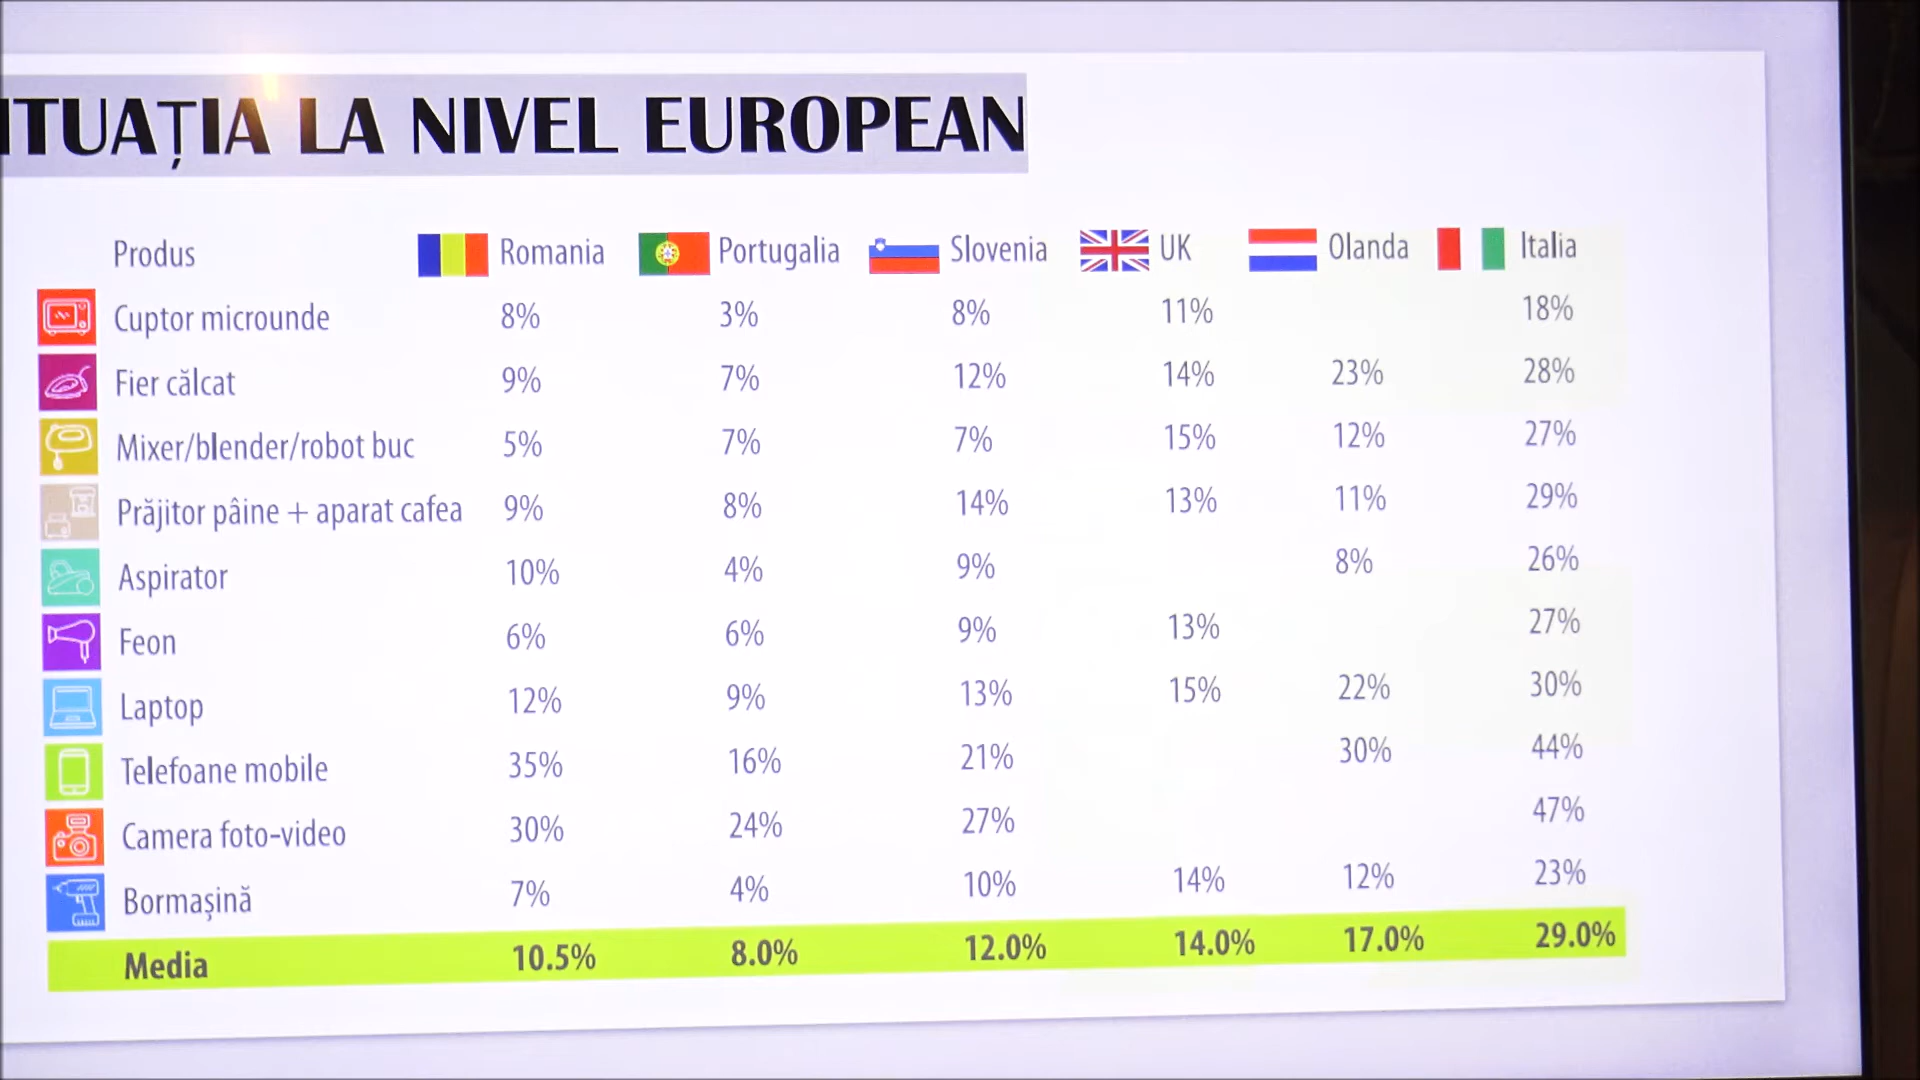 ITUAȚIA LA NIVEL EUROPEAN
Produs Romania Portugalia Slovenia UK Olanda Italia
Cuptor microunde 8% 3% 8% 11% 18%
Fier călcat 9% 7% 12% 14% 23% 28%
Mixer/blender/robot buc 5% 7% 7% 15% 12% 27%
Prăjitor pâine + aparat cafea 9% 8% 14% 13% 11% 29%
Aspirator 10% 4% 9% 8% 26%
Feon 6% 6% 9% 13% 27%
Laptop 12% 9% 13% 15% 22% 30%
Telefoane mobile 35% 16% 21% 30% 44%
Camera foto-video 30% 24% 27% 47%
Bormașină 7% 4% 10% 14% 12% 23%
Media 10.5% 8.0% 12.0% 14.0% 17.0% 29.0%